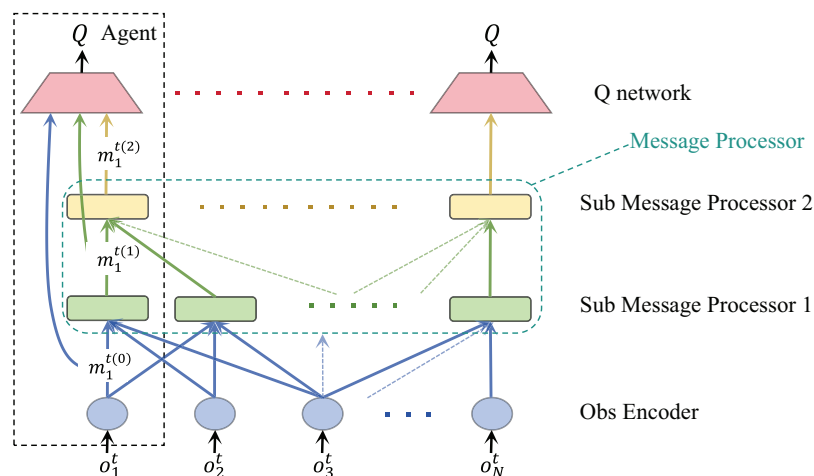 Q Agent
Q
Q network
m_1^{t(2)}
Message Processor
Sub Message Processor 2
m_1^{t(1)}
Sub Message Processor 1
m_1^{t(0)}
Obs Encoder
o_1^t o_2^t o_3^t o_N^t